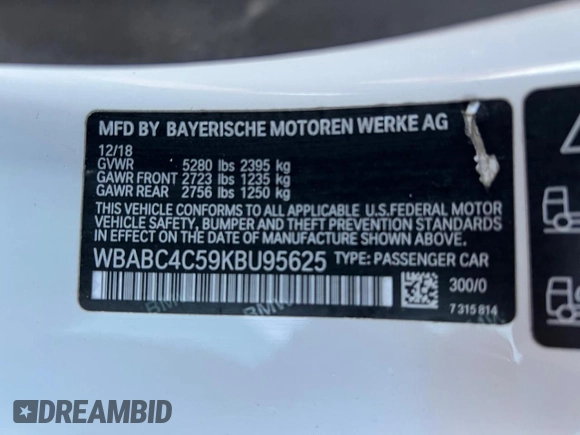 MFD BY BAYERISCHE MOTOREN WERKE AG
12/18
GVWR 5280 lbs 2395 kg
GAWR FRONT 2723 lbs 1235 kg
GAWR REAR 2756 lbs 1250 kg
THIS VEHICLE CONFORMS TO ALL APPLICABLE U.S.FEDERAL MOTOR
VEHICLE SAFETY, BUMPER AND THEFT PREVENTION STANDARDS
IN EFFECT ON THE DATE OF MANUFACTURE SHOWN ABOVE.
WBABC4C59KBU95625 TYPE: PASSENGER CAR
300/0
7 315 814
DREAMBID